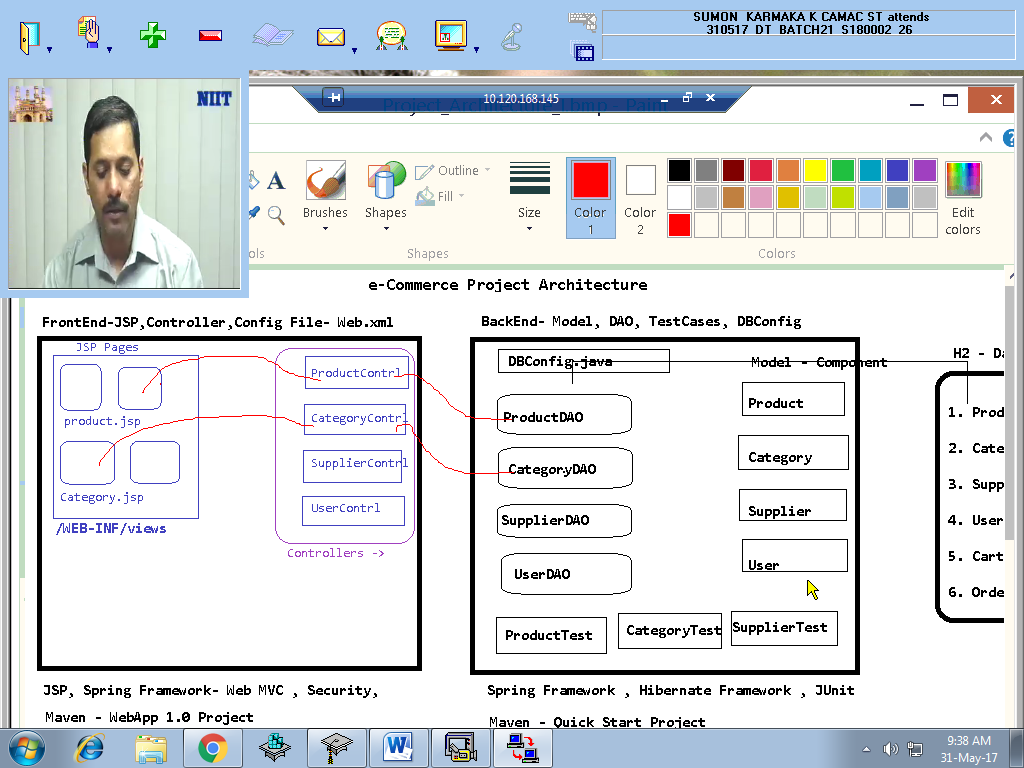 SUMON KARMAKA K CAMAC ST attends
310517_DT_BATCH21_S180002_26
NIIT
10.120.168.145
A
Outline
Fill
Brushes
Shapes
Size
Color
1
Color
2
Edit
colors
ols
Shapes
Colors
e-Commerce Project Architecture
FrontEnd-JSP,Controller,Config File- Web.xml
BackEnd- Model, DAO, TestCases, DBConfig
JSP Pages
product.jsp
Category.jsp
/WEB-INF/views
ProductContrl
CategoryContrl
SupplierContrl
UserContrl
Controllers ->
DBConfig.java
Model - Component
ProductDAO
Product
CategoryDAO
Category
SupplierDAO
Supplier
UserDAO
User
ProductTest
CategoryTest
SupplierTest
H2 - Da
1. Prod
2. Cate
3. Supp
4. User
5. Cart
6. Orde
JSP, Spring Framework- Web MVC , Security,
Maven - WebApp 1.0 Project
Spring Framework , Hibernate Framework , JUnit
Maven - Quick Start Project
9:38 AM
31-May-17